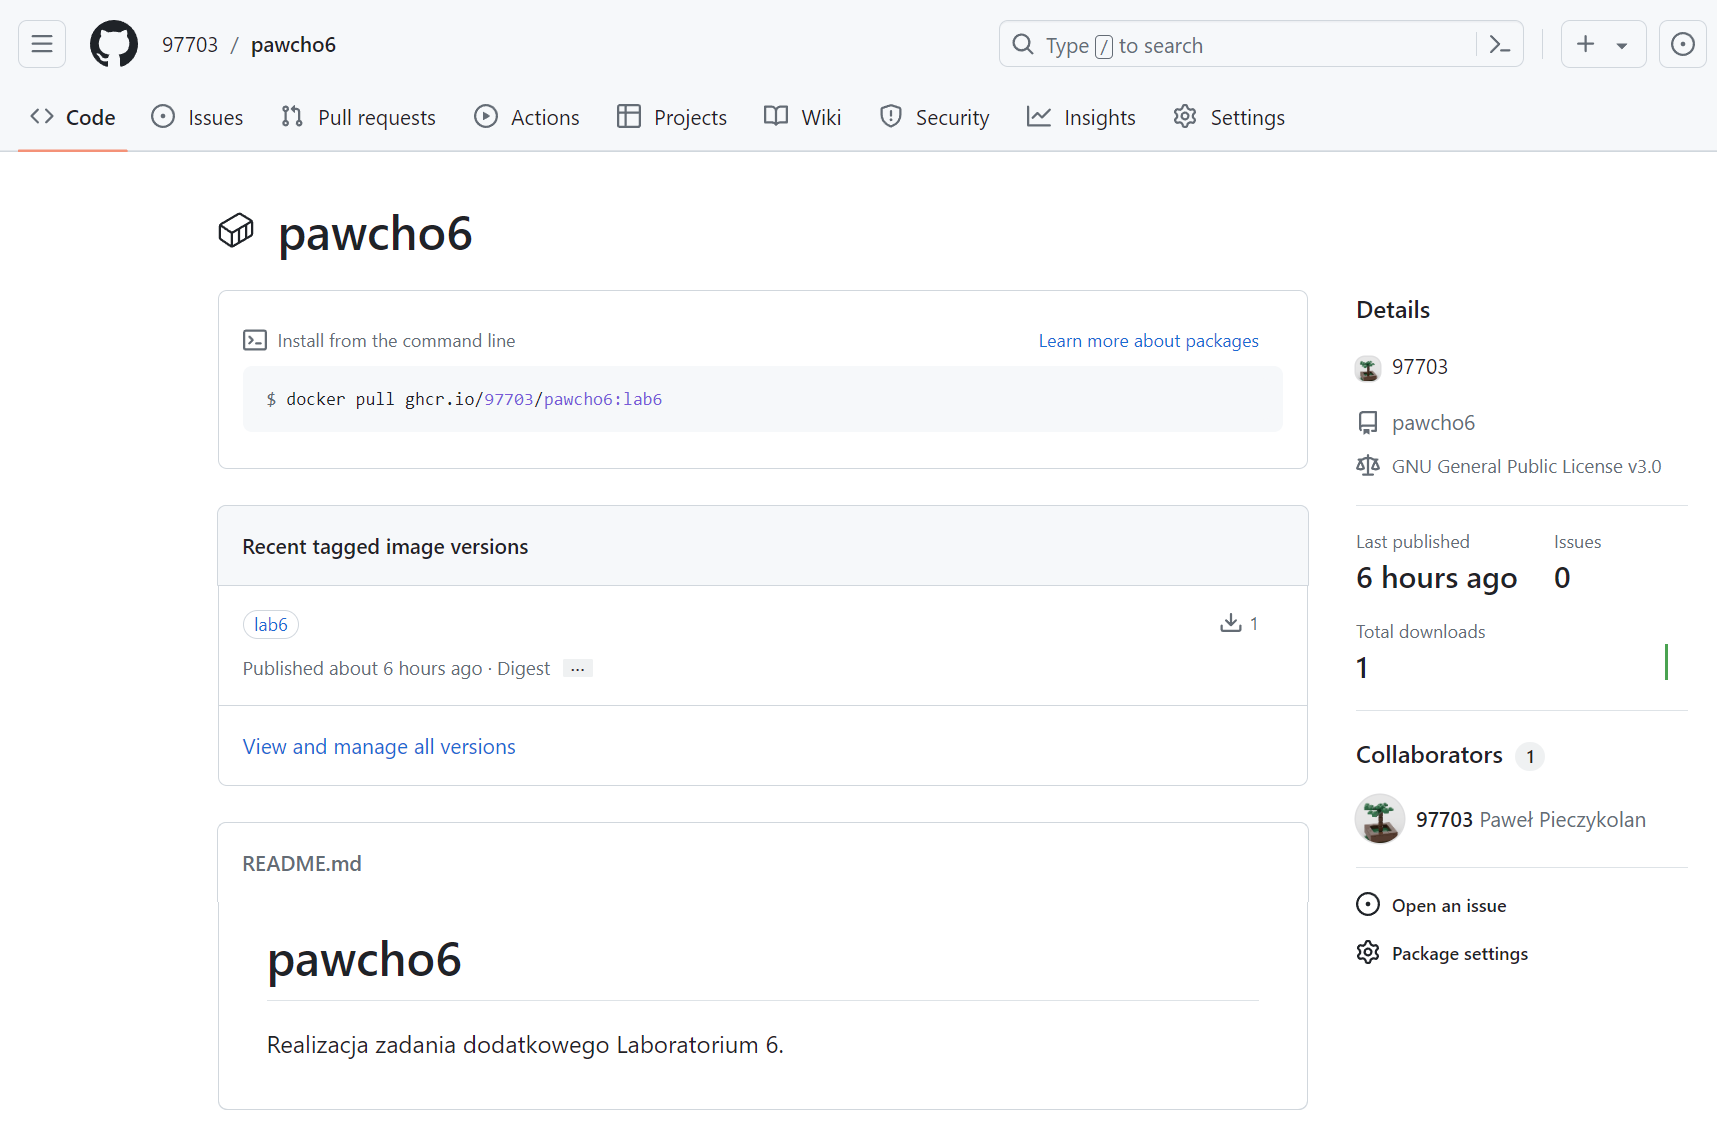 97703 / pawcho6
Type / to search
Code Issues Pull requests Actions Projects Wiki Security Insights Settings
pawcho6
Install from the command line
Learn more about packages
$ docker pull ghcr.io/97703/pawcho6:lab6
Recent tagged image versions
lab6
1
Published about 6 hours ago · Digest ...
View and manage all versions
README.md
pawcho6
Realizacja zadania dodatkowego Laboratorium 6.
Details
97703
pawcho6
GNU General Public License v3.0
Last published Issues
6 hours ago 0
Total downloads
1
Collaborators 1
97703 Paweł Pieczykolan
Open an issue
Package settings